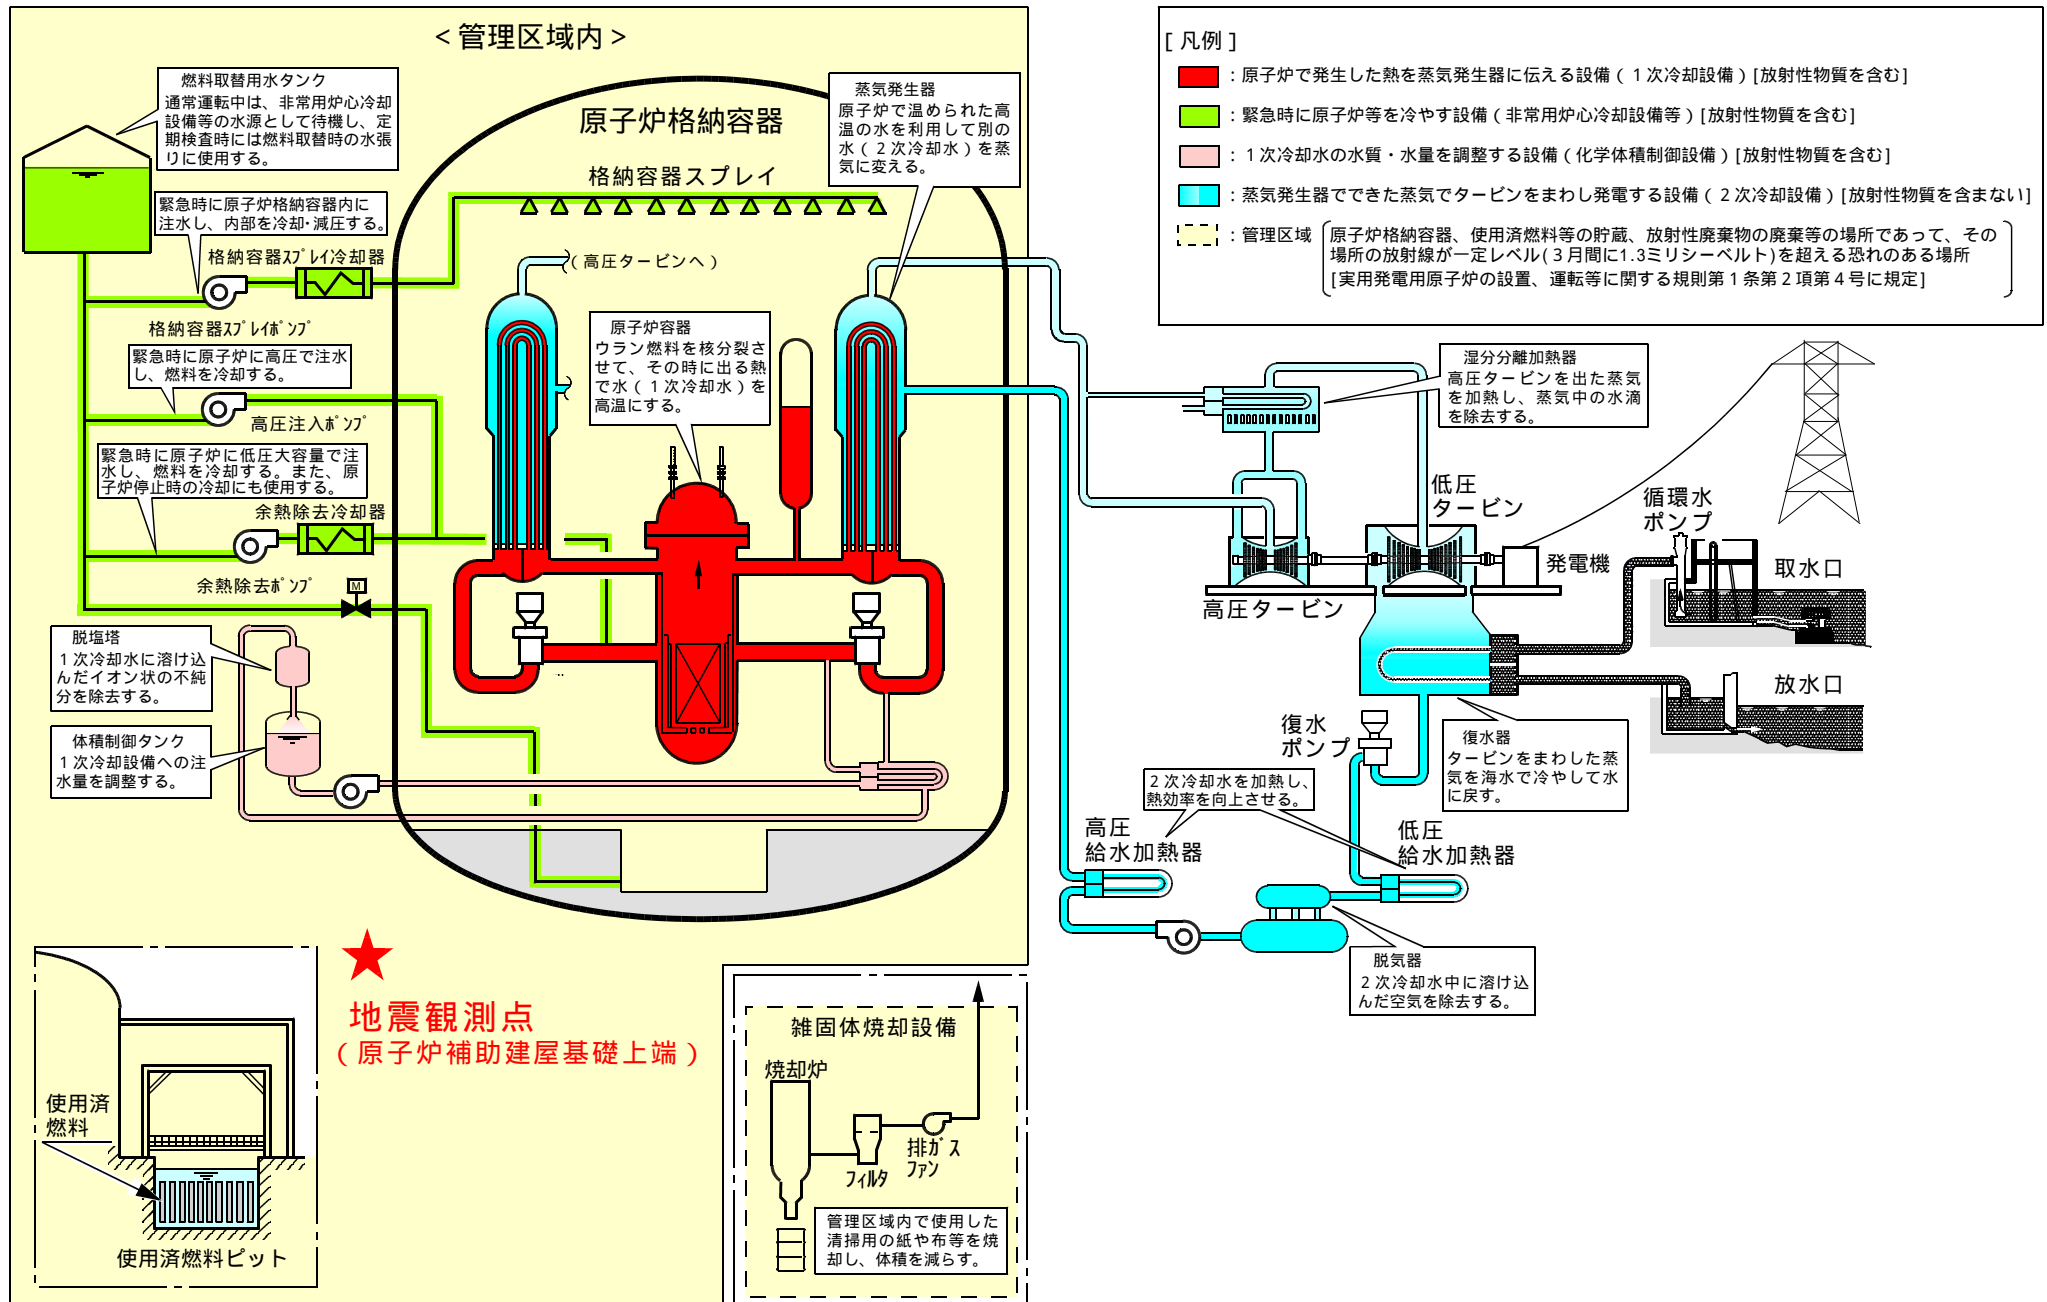 ＜管理区域内＞
燃料取替用水タンク
通常運転中は、非常用炉心冷却
設備等の水源として待機し、定
期検査時には燃料取替時の水張
りに使用する。
緊急時に原子炉格納容器内に
注水し、内部を冷却・減圧する。
格納容器ｽﾌﾟﾚｲ冷却器
格納容器ｽﾌﾟﾚｲﾎﾟﾝﾌﾟ
緊急時に原子炉に高圧で注水
し、燃料を冷却する。
高圧注入ﾎﾟﾝﾌﾟ
緊急時に原子炉に低圧大容量で注
水し、燃料を冷却する。また、原
子炉停止時の冷却にも使用する。
余熱除去冷却器
余熱除去ﾎﾟﾝﾌﾟ
M
脱塩塔
１次冷却水に溶け込
んだイオン状の不純
分を除去する。
体積制御タンク
１次冷却設備への注
水量を調整する。
原子炉格納容器
格納容器スプレイ
（高圧タービンへ）
蒸気発生器
原子炉で温められた高
温の水を利用して別の
水（２次冷却水）を蒸
気に変える。
原子炉容器
ウラン燃料を核分裂さ
せて、その時に出る熱
で水（１次冷却水）を
高温にする。
[凡例]
：原子炉で発生した熱を蒸気発生器に伝える設備（１次冷却設備）[放射性物質を含む]
：緊急時に原子炉等を冷やす設備（非常用炉心冷却設備等）[放射性物質を含む]
：１次冷却水の水質・水量を調整する設備（化学体積制御設備）[放射性物質を含む]
：蒸気発生器でできた蒸気でタービンをまわし発電する設備（２次冷却設備）[放射性物質を含まない]
：管理区域
原子炉格納容器、使用済燃料等の貯蔵、放射性廃棄物の廃棄等の場所であって、その
場所の放射線が一定レベル(３月間に1.3ミリシーベルト)を超える恐れのある場所
[実用発電用原子炉の設置、運転等に関する規則第１条第２項第４号に規定]
湿分分離加熱器
高圧タービンを出た蒸気
を加熱し、蒸気中の水滴
を除去する。
低圧
タービン
高圧タービン
発電機
循環水
ポンプ
取水口
放水口
復水
ポンプ
復水器
タービンをまわした蒸
気を海水で冷やして水
に戻す。
２次冷却水を加熱し、
熱効率を向上させる。
高圧
給水加熱器
低圧
給水加熱器
脱気器
２次冷却水中に溶け込
んだ空気を除去する。
★
地震観測点
（原子炉補助建屋基礎上端）
使用済
燃料
使用済燃料ピット
雑固体焼却設備
焼却炉
フィルタ
排ガス
ファン
管理区域内で使用した
清掃用の紙や布等を焼
却し、体積を減らす。